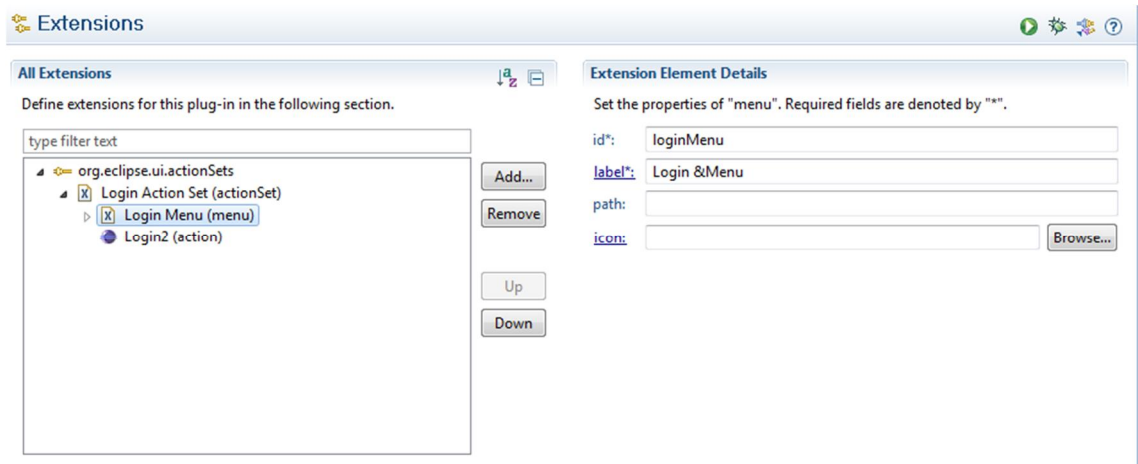 Extensions
All Extensions
Define extensions for this plug-in in the following section.
type filter text
org.eclipse.ui.actionSets
Login Action Set (actionSet)
Login Menu (menu)
Login2 (action)
Add...
Remove
Up
Down
Extension Element Details
Set the properties of "menu". Required fields are denoted by "*".
id*: loginMenu
label*: Login &Menu
path:
icon: Browse...